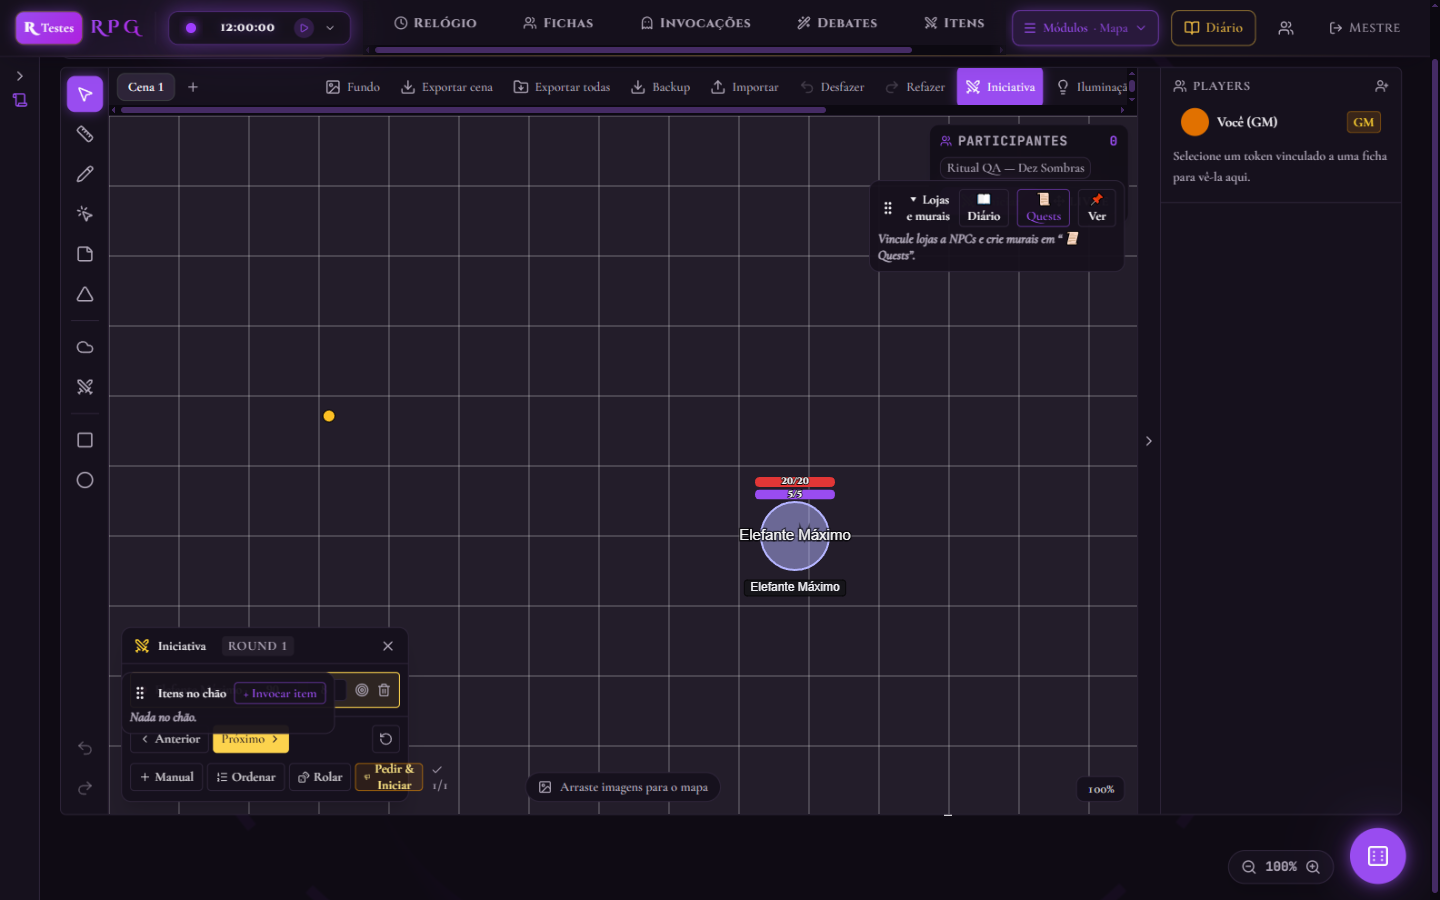 R Testes
RPG
12:00:00
Relógio
Fichas
Invocações
Debates
Itens
Módulos · Mapa
Diário
Mestre
Cena 1
Fundo
Exportar cena
Exportar todas
Backup
Importar
Desfazer
Refazer
Iniciativa
Iluminaçã
PARTICIPANTES 0
Ritual QA — Dez Sombras
▼ Lojas e murais
Diário
Quests
Ver
Vincule lojas a NPCs e crie murais em “📜
Quests”.
PLAYERS
Você (GM)
GM
Selecione um token vinculado a uma ficha
para vê-la aqui.
20/20
5/5
Elefante Máximo
Elefante Máximo
Iniciativa
ROUND 1
Itens no chão
+ Invocar item
Nada no chão.
Anterior
Próximo
+ Manual
Ordenar
Rolar
Pedir &
Iniciar
1/1
Arraste imagens para o mapa
100%
100%